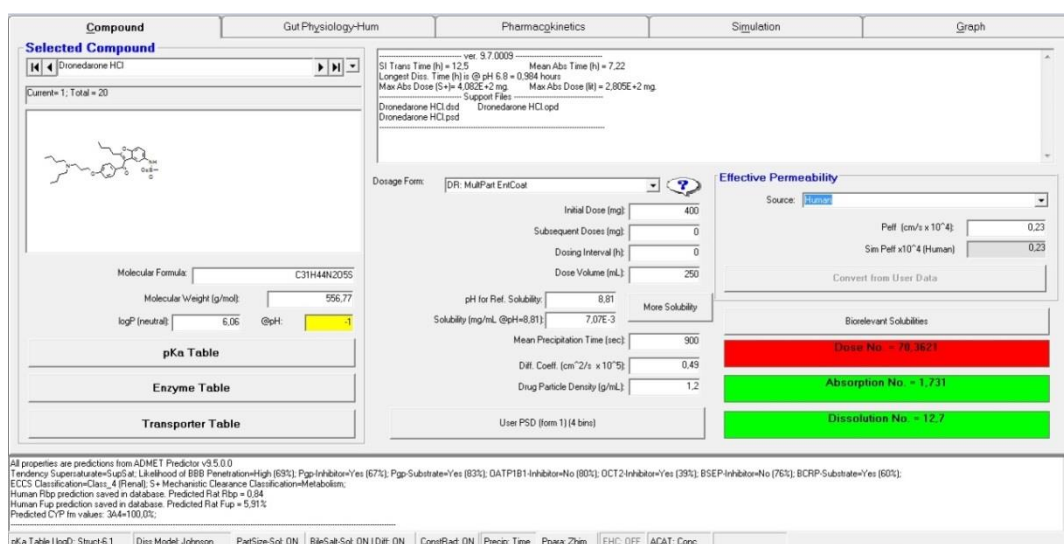 Compound
Gut Physiology-Hum
Pharmacokinetics
Simulation
Graph
Selected Compound
Dronedarone HCl
Current= 1; Total = 20
---------- ver. 9.7.0009 ----------
SI Trans Time (h) = 12,5 Mean Abs Time (h) = 7,22
Longest Diss. Time (h) is @ pH 6.8 = 0,984 hours
Max Abs Dose (S+)= 4,082E+2 mg. Max Abs Dose (lit) = 2,805E+2 mg.
---------- Support Files ----------
Dronedarone HCl.dsd Dronedarone HCl.opd
Dronedarone HCl.psd
Molecular Formula: C31H44N2O5S
Molecular Weight (g/mol): 556,77
logP (neutral): 6,06 @pH: -1
pKa Table
Enzyme Table
Transporter Table
Dosage Form: DR: MultPart EntCoat ?
Initial Dose (mg): 400
Subsequent Doses (mg): 0
Dosing Interval (h): 0
Dose Volume (mL): 250
pH for Ref. Solubility: 8,81
Solubility (mg/mL @pH=8,81): 7,07E-3
More Solubility
Mean Precipitation Time (sec): 900
Diff. Coeff. (cm^2/s x 10^5): 0,49
Drug Particle Density (g/mL): 1,2
User PSD (form 1) (4 bins)
Effective Permeability
Source: Human
Peff (cm/s x 10^4): 0,23
Sim Peff x10^4 (Human) 0,23
Convert from User Data
Biorelevant Solubilities
Dose No. = 70,3621
Absorption No. = 1,731
Dissolution No. = 12,7
All properties are predictions from ADMET Predictor v9.5.0.0
Tendency Supersaturate=SupSat; Likelihood of BBB Penetration=High (69%); Pgp-Inhibitor=Yes (67%); Pgp-Substrate=Yes (83%); OATP1B1-Inhibitor=No (80%); OCT2-Inhibitor=Yes (39%); BSEP-Inhibitor=No (76%); BCRP-Substrate=Yes (60%);
ECCS Classification=Class_4 (Renal); S+ Mechanistic Clearance Classification=Metabolism;
Human Rbp prediction saved in database. Predicted Rat Rbp = 0,84
Human Fup prediction saved in database. Predicted Rat Fup = 5,91%
Predicted CYP fm values: 3A4=100,0%;
pKa Table | logD: Struct-6.1 Diss Model: Johnson PartSize-Sol: ON BileSalt-Sol: ON | Diff: ON ConstRad: ON Precip: Time Ppara: Zhim EHC: OFF ACAT: Conc